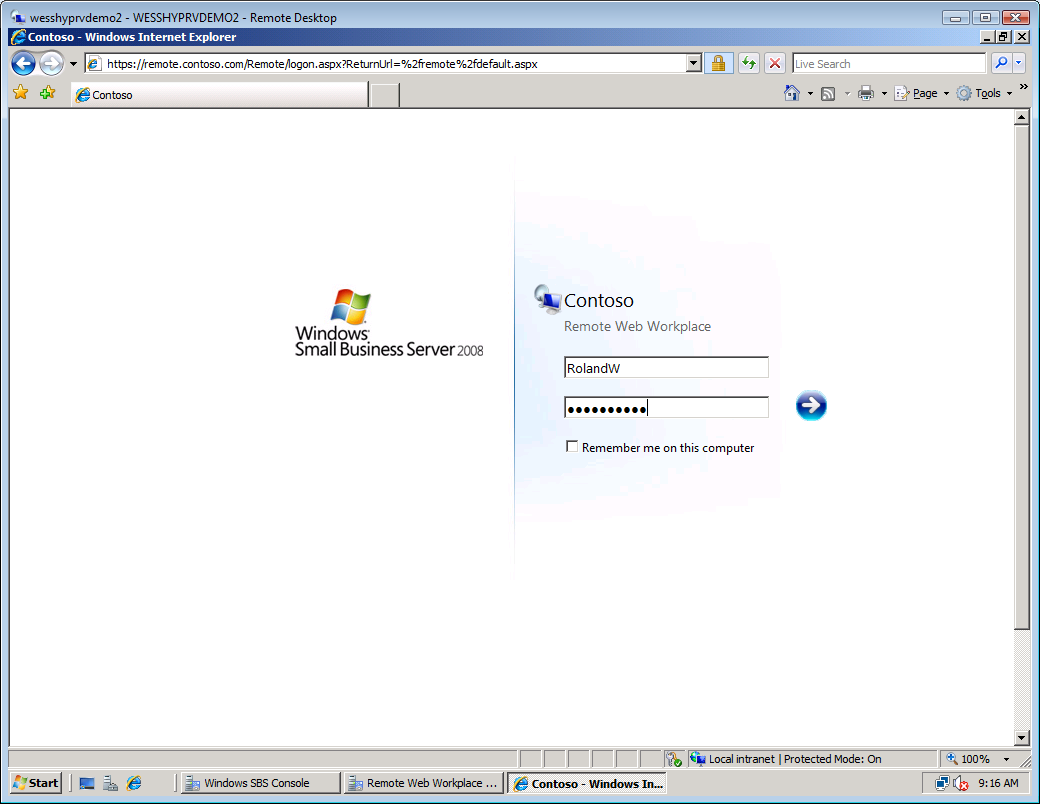 wesshyprvdemo2 - WESSHYPRVDEMO2 - Remote Desktop
Contoso - Windows Internet Explorer
https://remote.contoso.com/Remote/logon.aspx?ReturnUrl=%2fremote%2fdefault.aspx
Live Search
Contoso
Page
Tools
Contoso
Remote Web Workplace
Windows
Small Business Server 2008
RolandW
Remember me on this computer
Local intranet | Protected Mode: On
100%
Start
Windows SBS Console
Remote Web Workplace ...
Contoso - Windows In...
9:16 AM